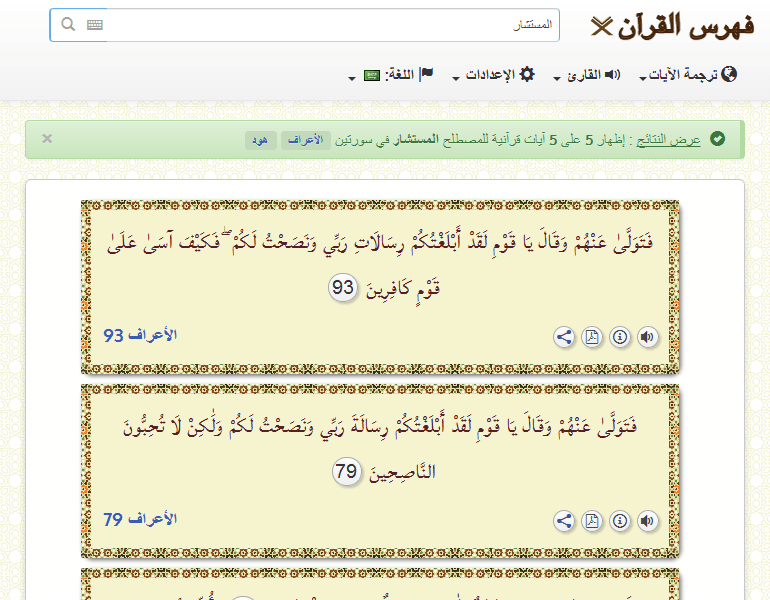 فهرس القرآن
المستشار
ترجمة الآيات القارئ الإعدادات اللغة:
عرض النتائج : إظهار 5 على 5 آيات قرآنية للمصطلح المستشار في سورتين الأعراف هود
فَتَوَلَّىٰ عَنْهُمْ وَقَالَ يَا قَوْمِ لَقَدْ أَبْلَغْتُكُمْ رِسَالَاتِ رَبِّي وَنَصَحْتُ لَكُمْ ۖ فَكَيْفَ آسَىٰ عَلَىٰ
قَوْمٍ كَافِرِينَ 93
الأعراف 93
فَتَوَلَّىٰ عَنْهُمْ وَقَالَ يَا قَوْمِ لَقَدْ أَبْلَغْتُكُمْ رِسَالَةَ رَبِّي وَنَصَحْتُ لَكُمْ وَلَٰكِنْ لَا تُحِبُّونَ
النَّاصِحِينَ 79
الأعراف 79